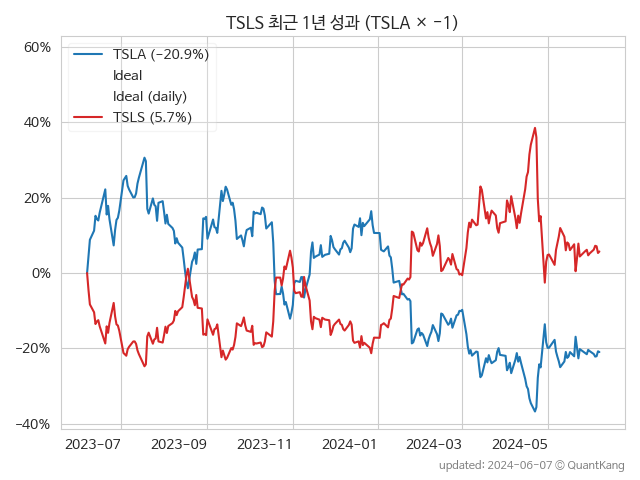 TSLS 최근 1년 성과 (TSLA × −1)
60%
40%
20%
0%
−20%
−40%
TSLA (−20.9%)
Ideal
Ideal (daily)
TSLS (5.7%)
2023-07 2023-09 2023-11 2024-01 2024-03 2024-05
updated: 2024-06-07 © QuantKang